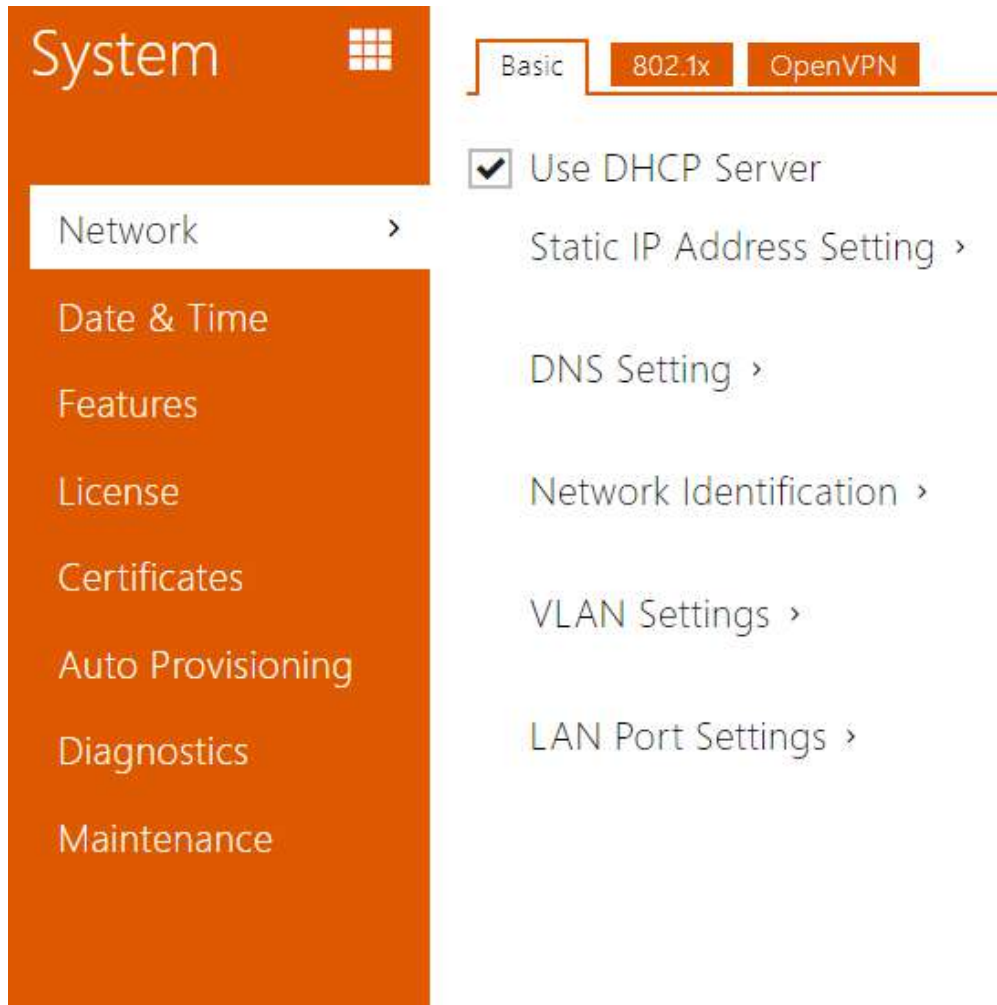 System
Network
Date & Time
Features
License
Certificates
Auto Provisioning
Diagnostics
Maintenance
Basic
802.1x
OpenVPN
Use DHCP Server
Static IP Address Setting
DNS Setting
Network Identification
VLAN Settings
LAN Port Settings